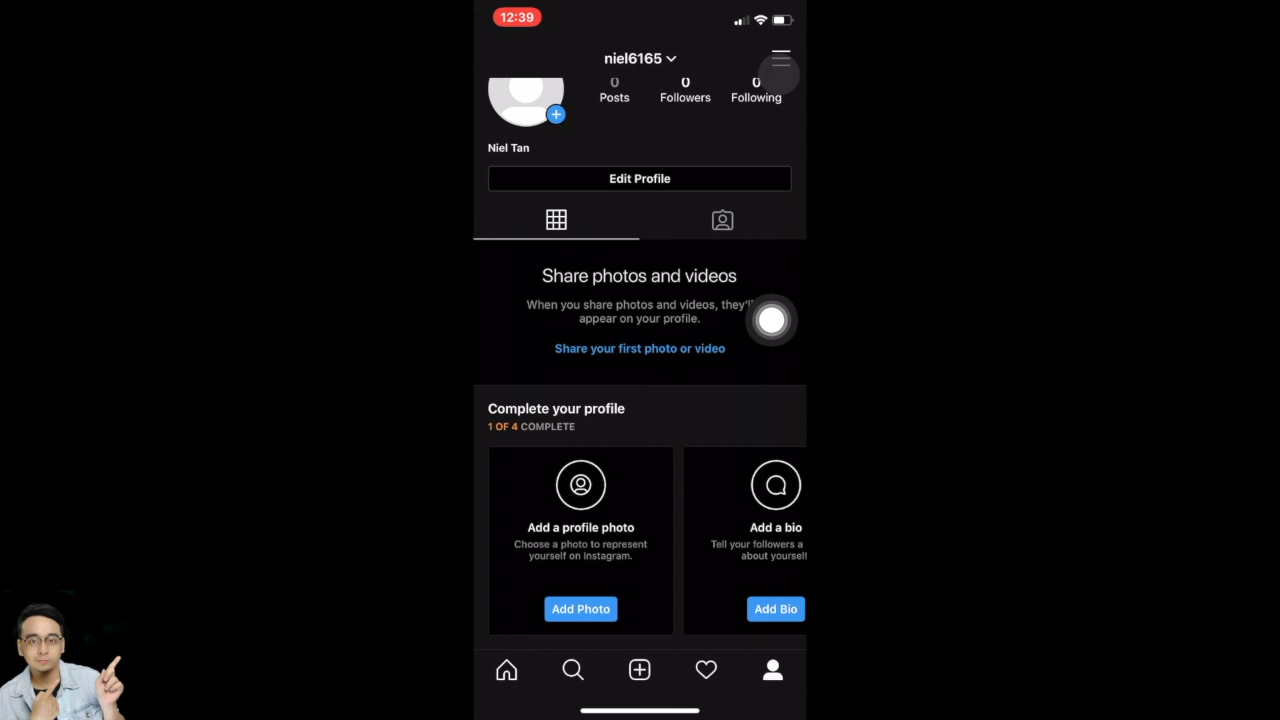 12:39
niel6165
0 0 0
Posts Followers Following
Niel Tan
Edit Profile
Share photos and videos
When you share photos and videos, they'll
appear on your profile.
Share your first photo or video
Complete your profile
1 OF 4 COMPLETE
Add a profile photo
Choose a photo to represent
yourself on Instagram.
Add Photo
Add a bio
Tell your followers a
about yourself
Add Bio